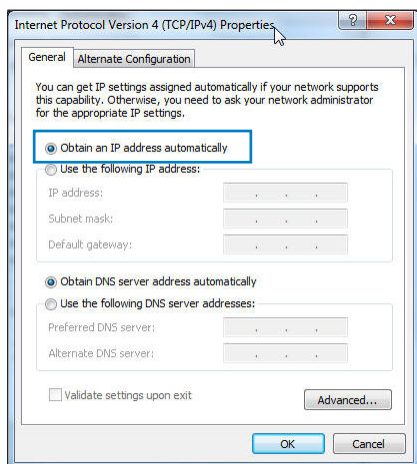 Internet Protocol Version 4 (TCP/IPv4) Properties
General
Alternate Configuration
You can get IP settings assigned automatically if your network supports
this capability. Otherwise, you need to ask your network administrator
for the appropriate IP settings.
Obtain an IP address automatically
Use the following IP address:
IP address:
Subnet mask:
Default gateway:
Obtain DNS server address automatically
Use the following DNS server addresses:
Preferred DNS server:
Alternate DNS server:
Validate settings upon exit
Advanced...
OK
Cancel